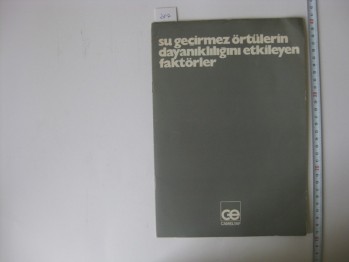 su geçirmez örtülerin
dayanıklılığını etkileyen
faktörler